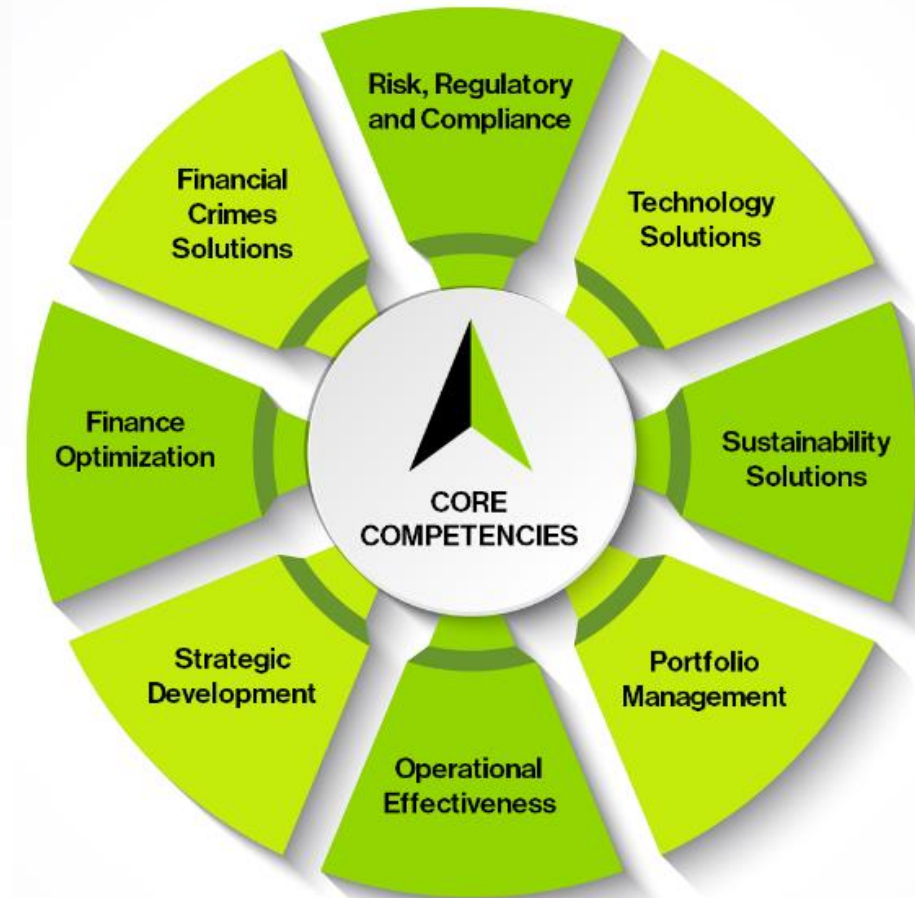 Risk, Regulatory
and Compliance
Technology
Solutions
Sustainability
Solutions
Portfolio
Management
Operational
Effectiveness
Strategic
Development
Finance
Optimization
Financial
Crimes
Solutions
CORE
COMPETENCIES